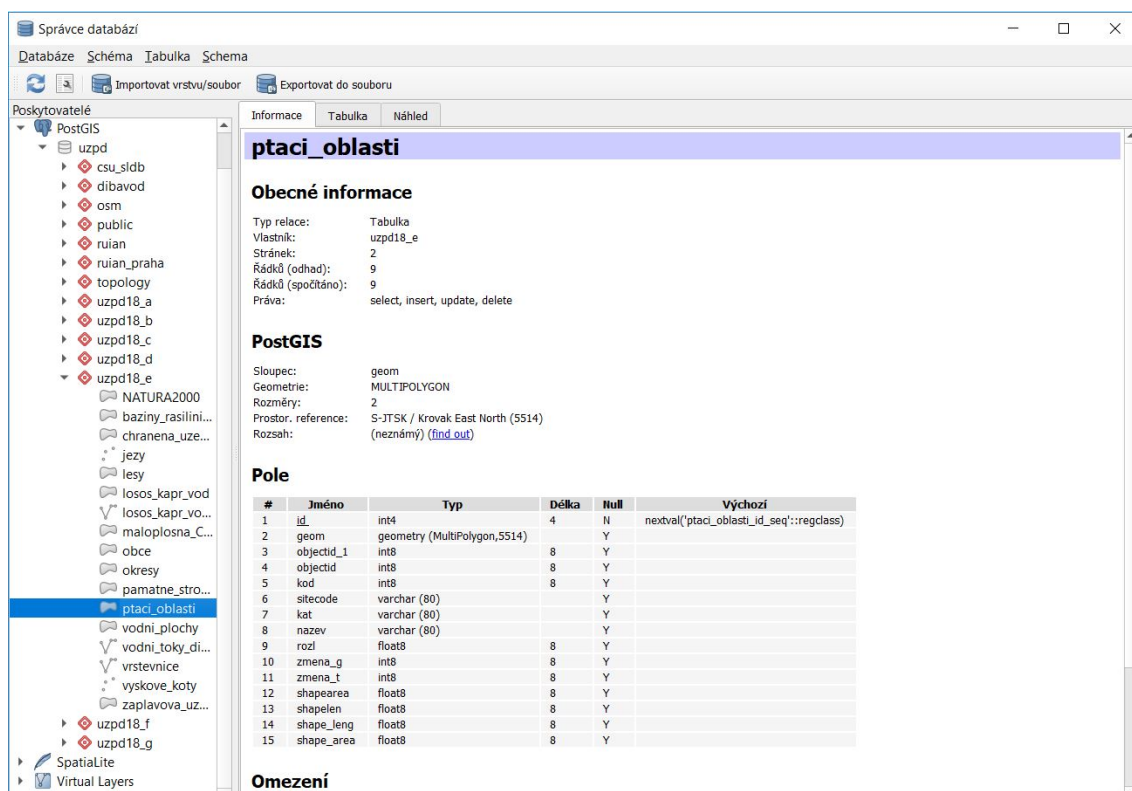 Správce databází
Databáze Schéma Tabulka Schema
Importovat vrstvu/soubor Exportovat do souboru
Poskytovatelé
PostGIS
uzpd
csu_sldb
dibavod
osm
public
ruian
ruian_praha
topology
uzpd18_a
uzpd18_b
uzpd18_c
uzpd18_d
uzpd18_e
NATURA2000
baziny_rasilini...
chranena_uze...
jezy
lesy
losos_kapr_vod
losos_kapr_vo...
maloplosna_C...
obce
okresy
pamatne_stro...
ptaci_oblasti
vodni_plochy
vodni_toky_di...
vrstevnice
vyskove_koty
zaplavova_uz...
uzpd18_f
uzpd18_g
SpatiaLite
Virtual Layers
Informace Tabulka Náhled
ptaci_oblasti
Obecné informace
Typ relace: Tabulka
Vlastník: uzpd18_e
Stránek: 2
Řádků (odhad): 9
Řádků (spočítáno): 9
Práva: select, insert, update, delete
PostGIS
Sloupec: geom
Geometrie: MULTIPOLYGON
Rozměry: 2
Prostor. reference: S-JTSK / Krovak East North (5514)
Rozsah: (neznámý) (find out)
Pole
# Jméno Typ Délka Null Výchozí
1 id int4 4 N nextval('ptaci_oblasti_id_seq'::regclass)
2 geom geometry (MultiPolygon,5514) Y
3 objectid_1 int8 8 Y
4 objectid int8 8 Y
5 kod int8 8 Y
6 sitecode varchar (80) Y
7 kat varchar (80) Y
8 nazev varchar (80) Y
9 rozl float8 8 Y
10 zmena_g int8 8 Y
11 zmena_t int8 8 Y
12 shapearea float8 8 Y
13 shapelen float8 8 Y
14 shape_leng float8 8 Y
15 shape_area float8 8 Y
Omezení